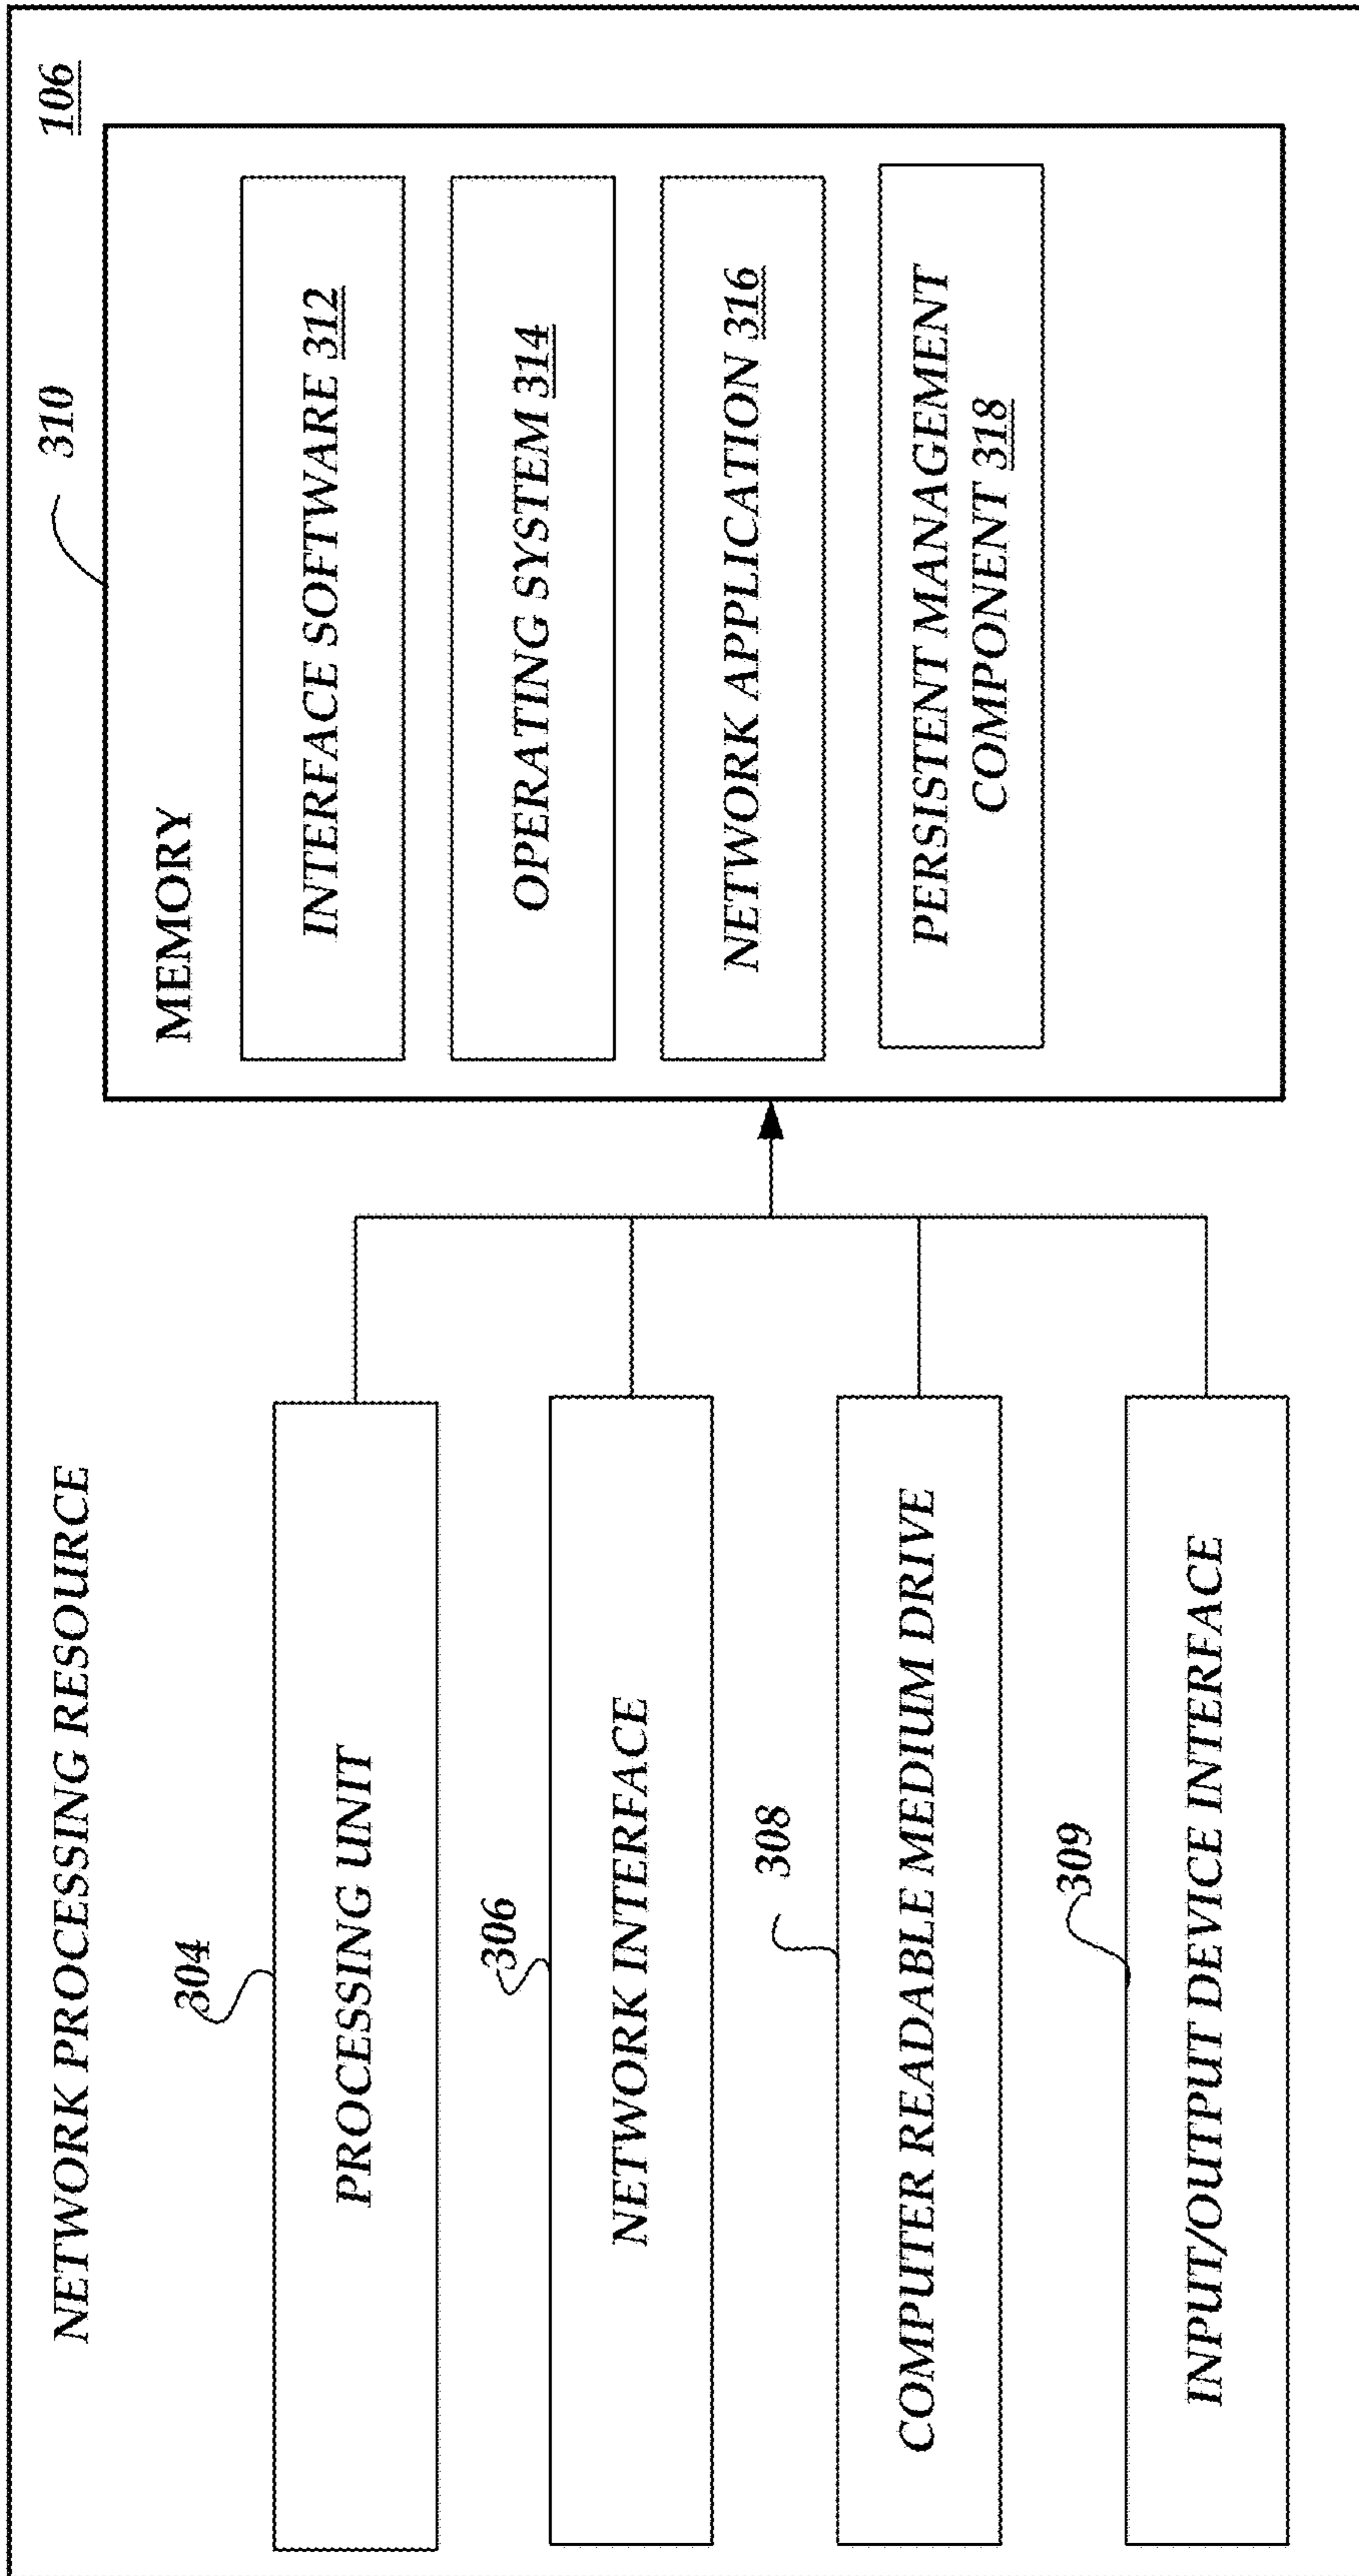 NETWORK PROCESSING RESOURCE
106
304
PROCESSING UNIT
306
NETWORK INTERFACE
308
COMPUTER READABLE MEDIUM DRIVE
309
INPUT/OUTPUT DEVICE INTERFACE
310
MEMORY
INTERFACE SOFTWARE 312
OPERATING SYSTEM 314
NETWORK APPLICATION 316
PERSISTENT MANAGEMENT
COMPONENT 318